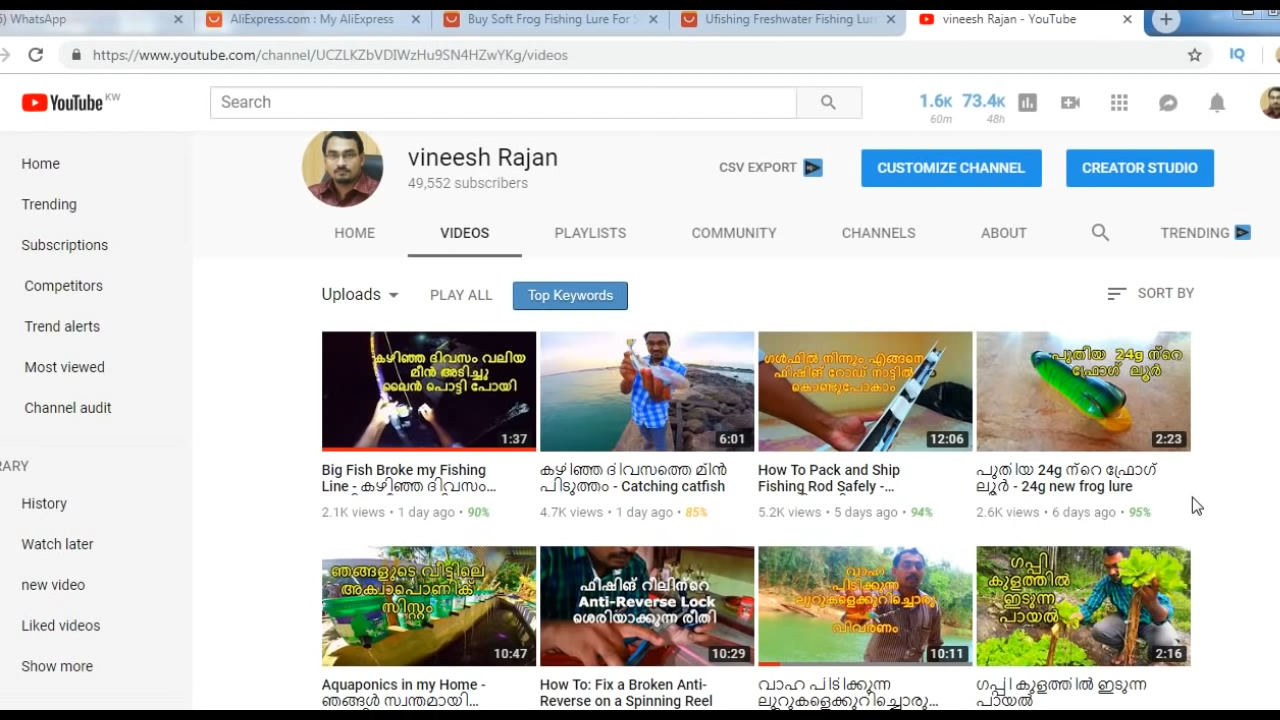 ) WhatsApp
AliExpress.com : My AliExpress
Buy Soft Frog Fishing Lure For S
Ufishing Freshwater Fishing Lun
vineesh Rajan - YouTube
https://www.youtube.com/channel/UCZLKZbVDIWzHu9SN4HZwYKg/videos
IQ
YouTube KW
Search
1.6K 73.4K
60m 48h
vineesh Rajan
49,552 subscribers
CSV EXPORT
CUSTOMIZE CHANNEL
CREATOR STUDIO
HOME
VIDEOS
PLAYLISTS
COMMUNITY
CHANNELS
ABOUT
TRENDING
Home
Trending
Subscriptions
Competitors
Trend alerts
Most viewed
Channel audit
RARY
History
Watch later
new video
Liked videos
Show more
Uploads
PLAY ALL
Top Keywords
SORT BY
കഴിഞ്ഞ ദിവസം വലിയ
മീൻ അടിച്ചു
ലൈൻ പൊട്ടി പോയി
1:37
Big Fish Broke my Fishing
Line - കഴിഞ്ഞ ദിവസം...
2.1K views • 1 day ago • 90%
6:01
കഴിഞ്ഞ ദിവസത്തെ മീൻ
പിടുത്തം - Catching catfish
4.7K views • 1 day ago • 85%
ഗൾഫിൽ നിന്നും എങ്ങനെ
ഫിഷിങ് റോഡ് നാട്ടിൽ
കൊണ്ടുപോകാം
12:06
How To Pack and Ship
Fishing Rod Safely -...
5.2K views • 5 days ago • 94%
പുതിയ 24g ന്റെ
ഫ്രോഗ് ലൂർ
2:23
പുതിയ 24g ന്റെ ഫ്രോഗ്
ലൂർ - 24g new frog lure
2.6K views • 6 days ago • 95%
ഞങ്ങളുടെ വീട്ടിലെ
അക്വാപൊണിക്
സിസ്റ്റം
10:47
Aquaponics in my Home -
ഞങ്ങൾ സ്വന്തമായി...
ഫിഷിങ് റീലിന്റെ
Anti-Reverse Lock
ശെരിയാക്കുന്ന രീതി
10:29
How To: Fix a Broken Anti-
Reverse on a Spinning Reel
വാഹ
പിടിക്കുന്ന
ലൂറുകളെക്കുറിച്ചൊരു
വിവരണം
10:11
വാഹ പിടിക്കുന്ന
ലൂറുകളെക്കുറിച്ചൊരു...
ഗപ്പി
കുളത്തിൽ
ഇടുന്ന
പായൽ
2:16
ഗപ്പി കുളത്തിൽ ഇടുന്ന
പായൽ